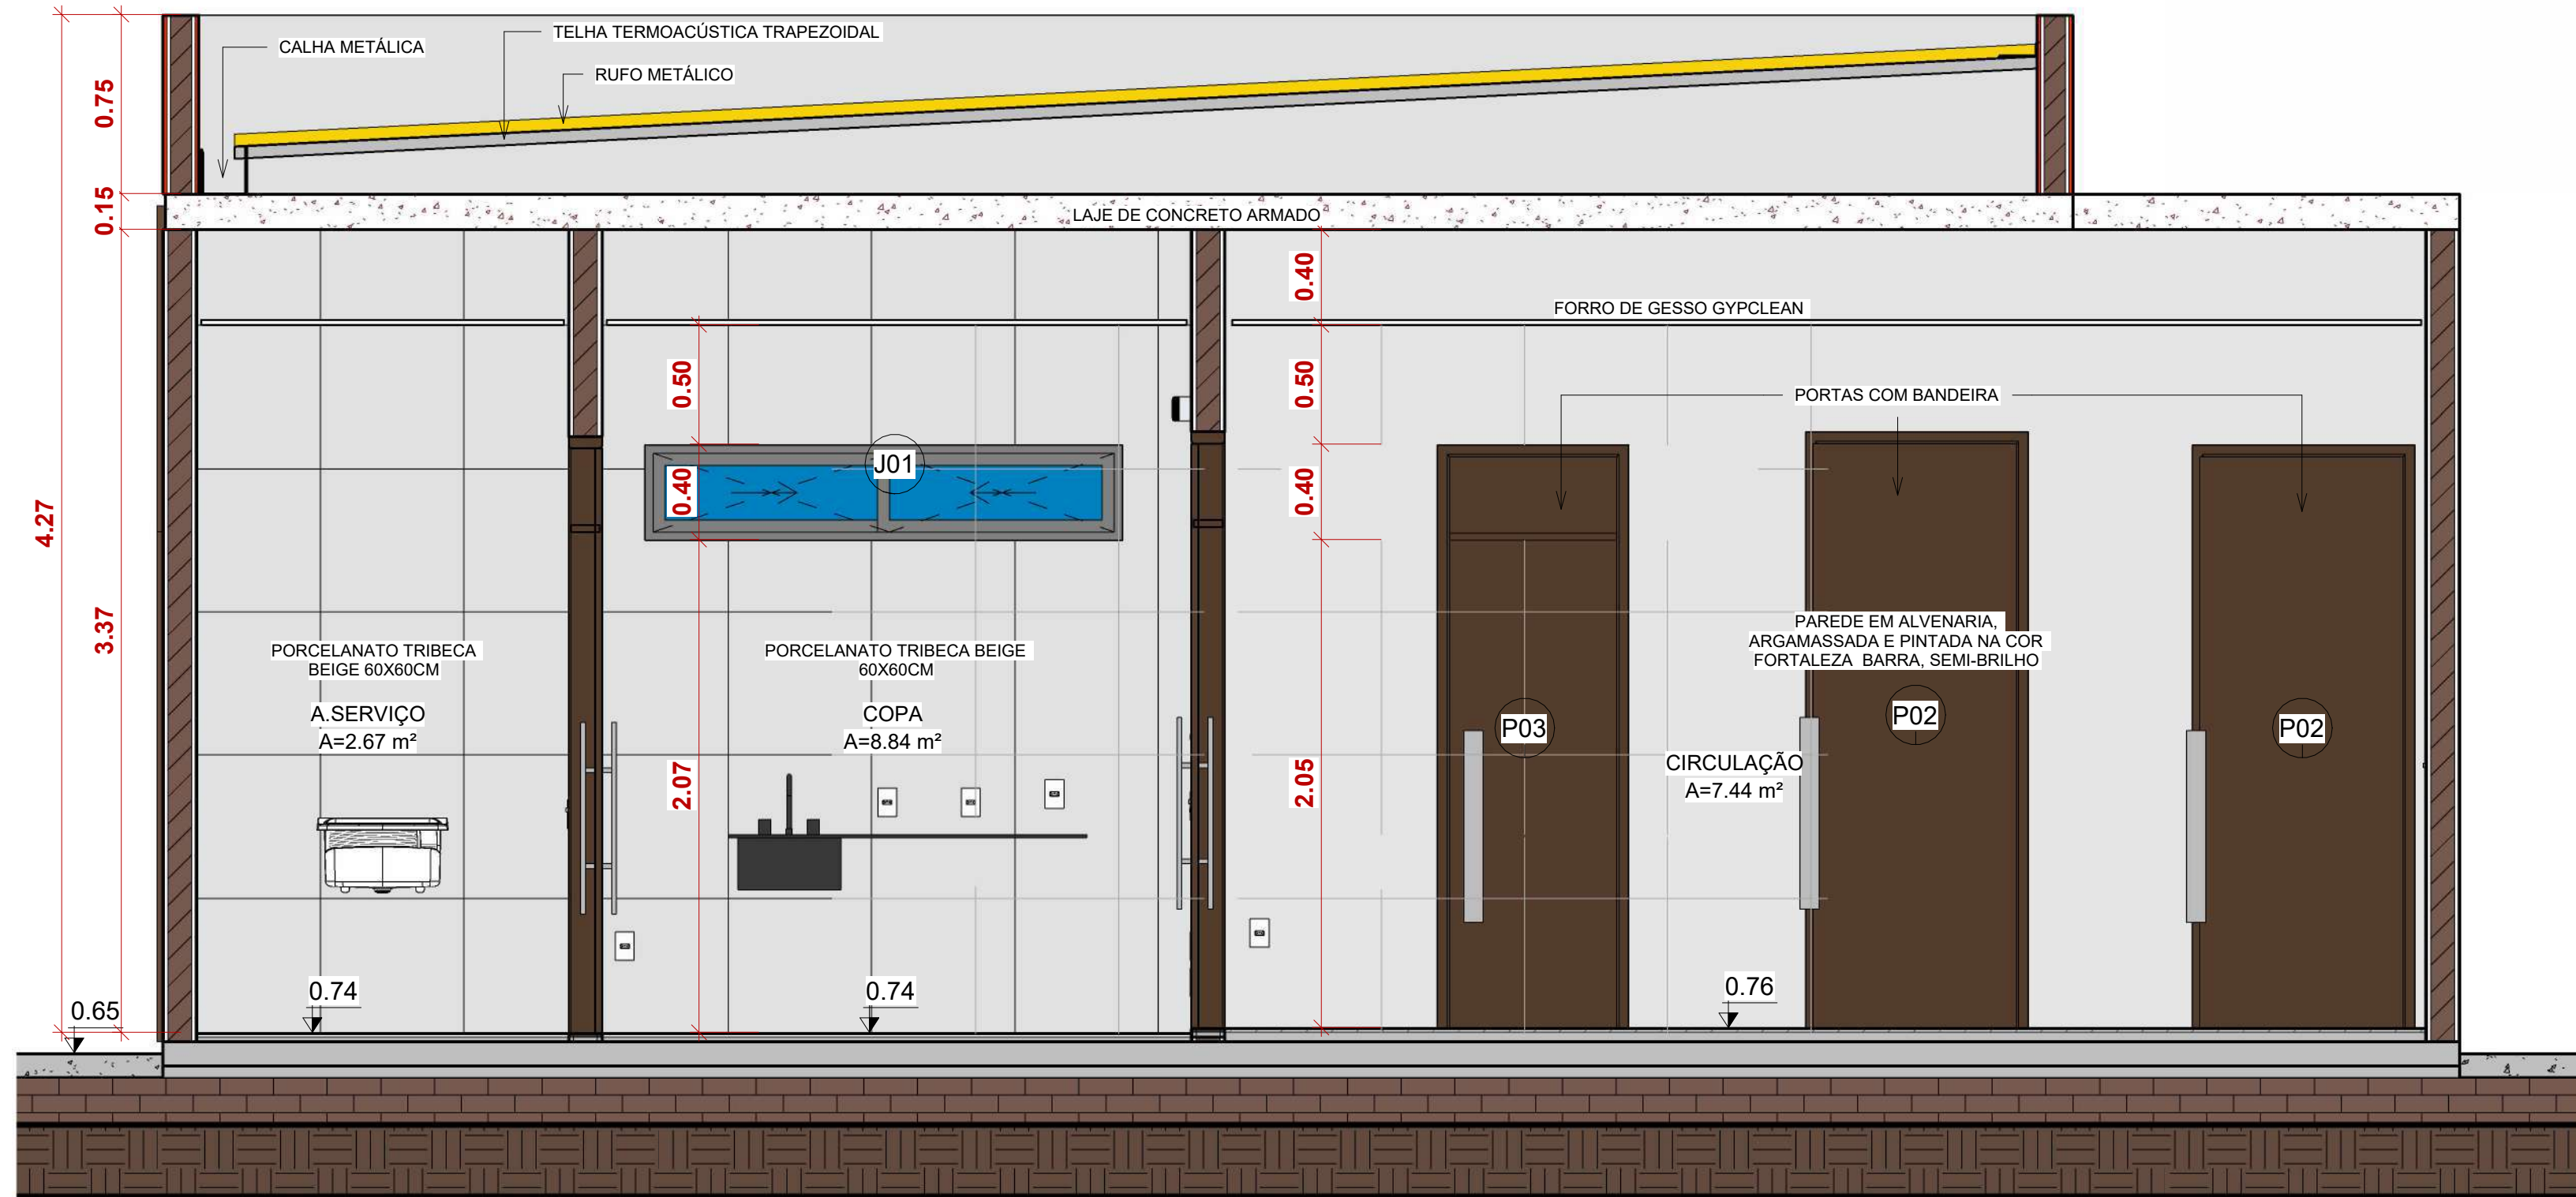 CALHA METÁLICA
TELHA TERMOACÚSTICA TRAPEZOIDAL
RUFO METÁLICO
0.75
0.15
LAJE DE CONCRETO ARMADO
0.40
FORRO DE GESSO GYPCLEAN
0.50
0.50
PORTAS COM BANDEIRA
J01
0.40
0.40
4.27
3.37
PORCELANATO TRIBECA
BEIGE 60X60CM
PORCELANATO TRIBECA BEIGE
60X60CM
PAREDE EM ALVENARIA,
ARGAMASSADA E PINTADA NA COR
FORTALEZA BARRA, SEMI-BRILHO
A.SERVIÇO
A=2.67 m²
COPA
A=8.84 m²
P03
P02
P02
CIRCULAÇÃO
A=7.44 m²
2.07
2.05
0.65
0.74
0.74
0.76